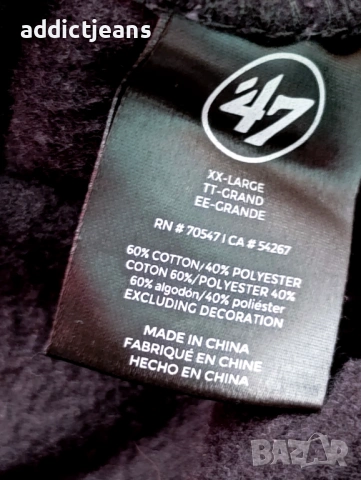 addictjeans
'47
XX-LARGE
TT-GRAND
EE-GRANDE
RN # 70547 | CA # 54267
60% COTTON/40% POLYESTER
COTON 60%/POLYESTER 40%
60% algodón/40% poliéster
EXCLUDING DECORATION
MADE IN CHINA
FABRIQUÉ EN CHINE
HECHO EN CHINA
BAZAR